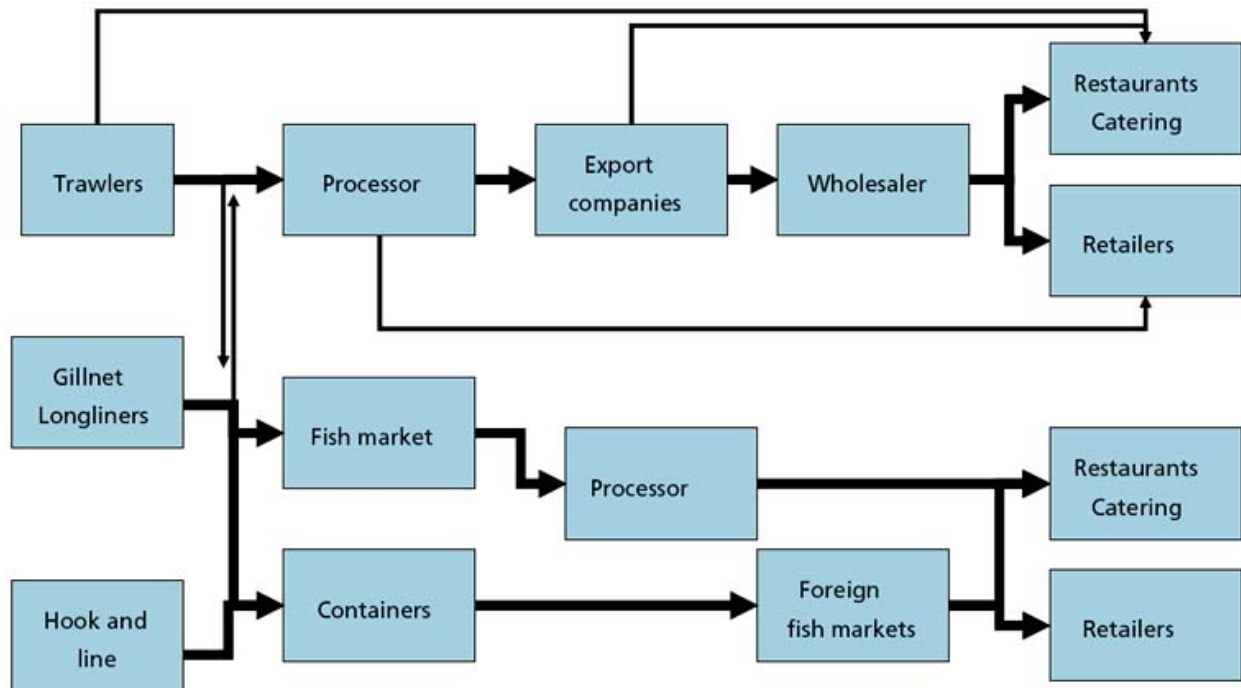 Restaurants
Catering
Trawlers
Processor
Export
companies
Wholesaler
Retailers
Gillnet
Longliners
Fish market
Processor
Restaurants
Catering
Hook and
line
Containers
Foreign
fish markets
Retailers